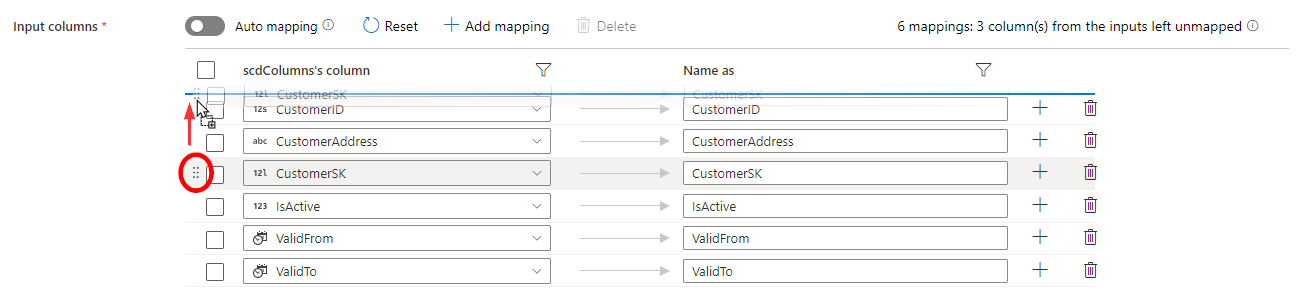 Input columns *
Auto mapping
Reset
Add mapping
Delete
6 mappings: 3 column(s) from the inputs left unmapped
scdColumns's column
Name as
12l CustomerSK
CustomerSK
12s CustomerID
CustomerID
abc CustomerAddress
CustomerAddress
12l CustomerSK
CustomerSK
123 IsActive
IsActive
ValidFrom
ValidFrom
ValidTo
ValidTo